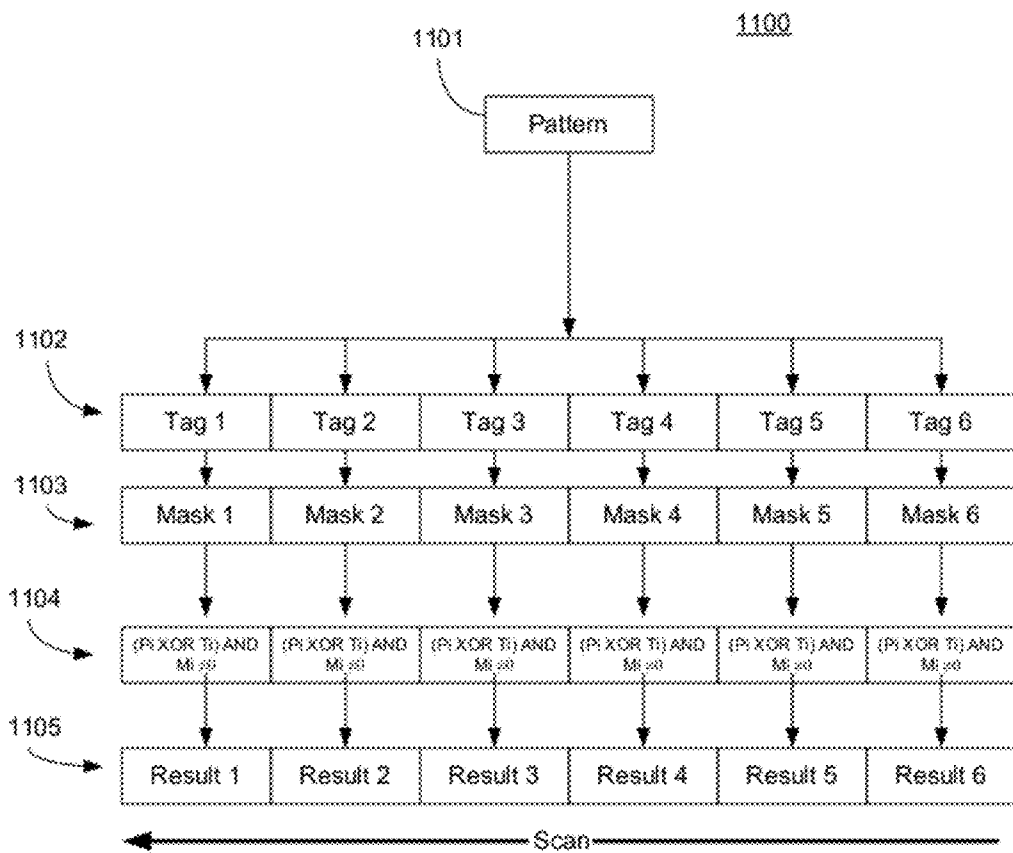 1100
1101
Pattern
1102
Tag 1 Tag 2 Tag 3 Tag 4 Tag 5 Tag 6
1103
Mask 1 Mask 2 Mask 3 Mask 4 Mask 5 Mask 6
1104
(Pi XOR Ti) AND (Pi XOR Ti) AND (Pi XOR Ti) AND (Pi XOR Ti) AND (Pi XOR Ti) AND (Pi XOR Ti) AND
Mi ≠0 Mi ≠0 Mi ≠0 Mi ≠0 Mi ≠0 Mi ≠0
1105
Result 1 Result 2 Result 3 Result 4 Result 5 Result 6
Scan